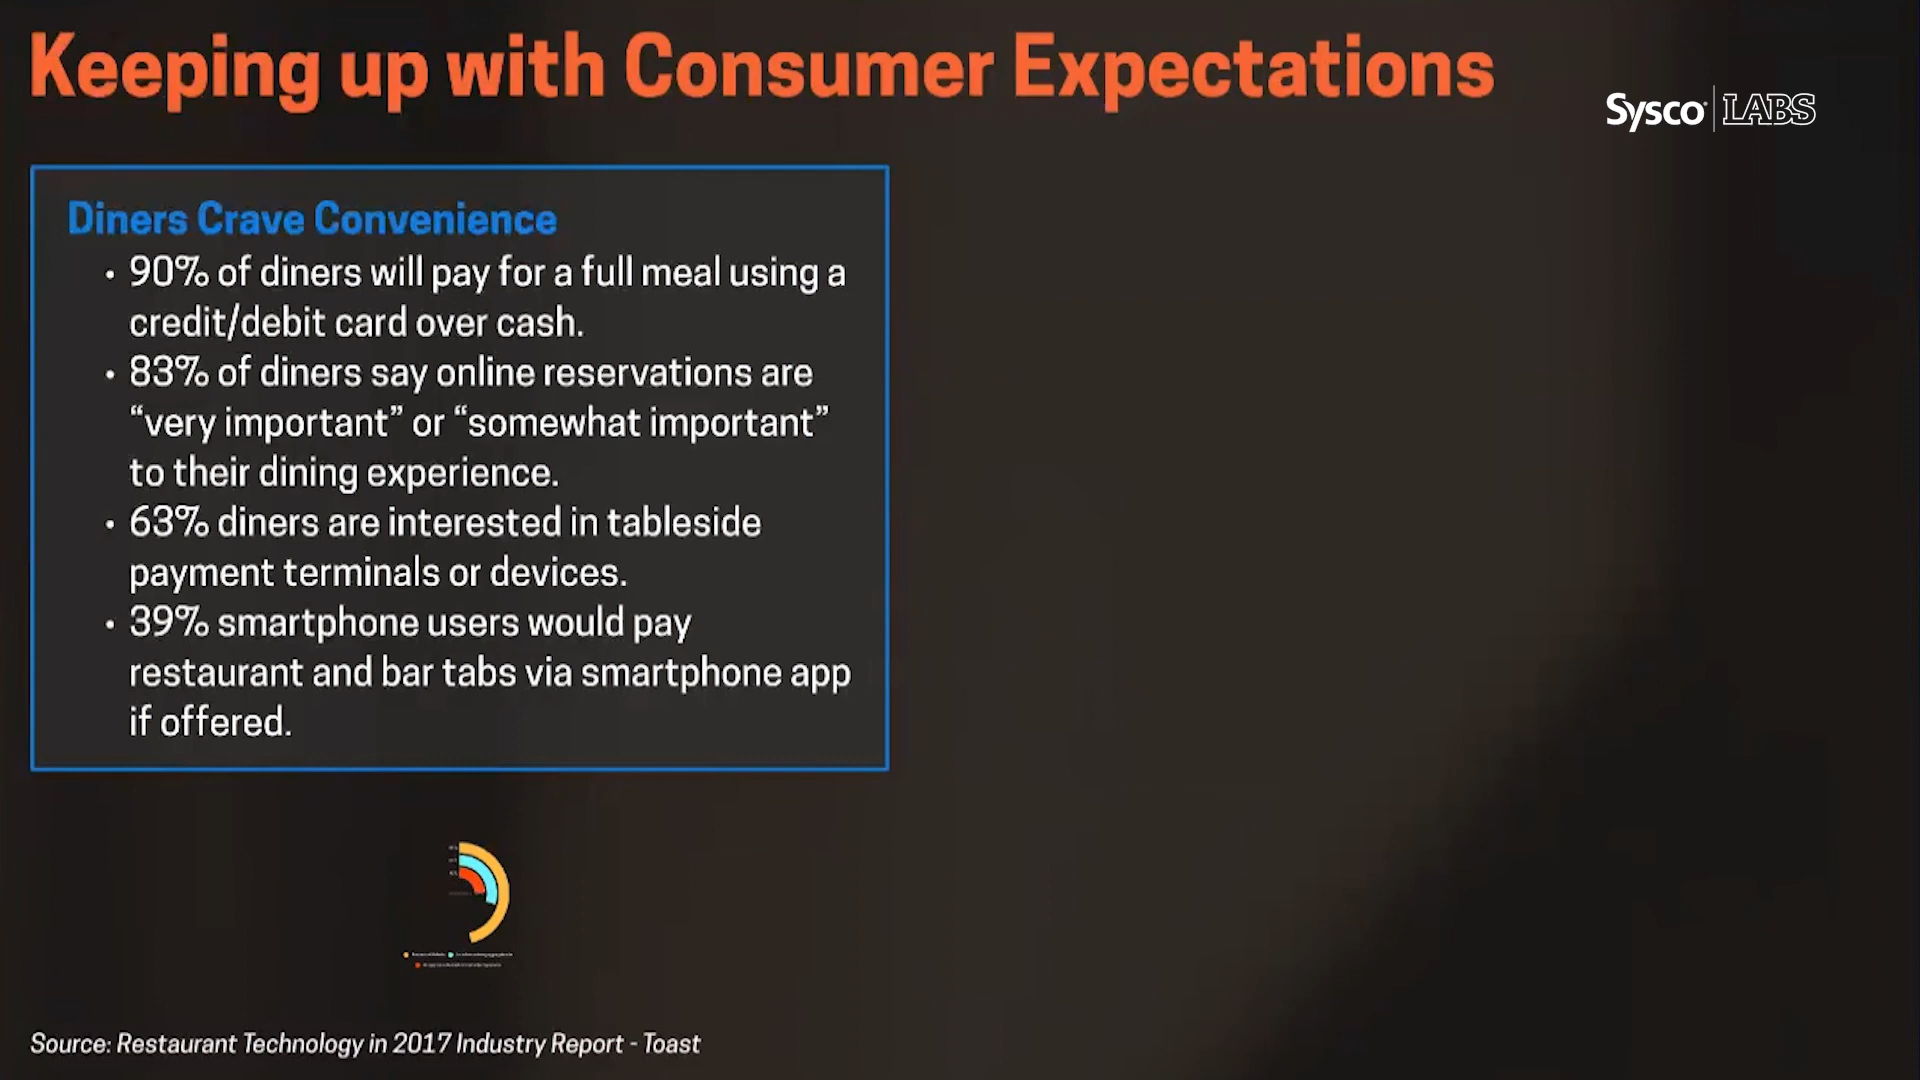 Keeping up with Consumer Expectations
Sysco LABS
Diners Crave Convenience
• 90% of diners will pay for a full meal using a
credit/debit card over cash.
• 83% of diners say online reservations are
“very important” or “somewhat important”
to their dining experience.
• 63% diners are interested in tableside
payment terminals or devices.
• 39% smartphone users would pay
restaurant and bar tabs via smartphone app
if offered.
Source: Restaurant Technology in 2017 Industry Report - Toast